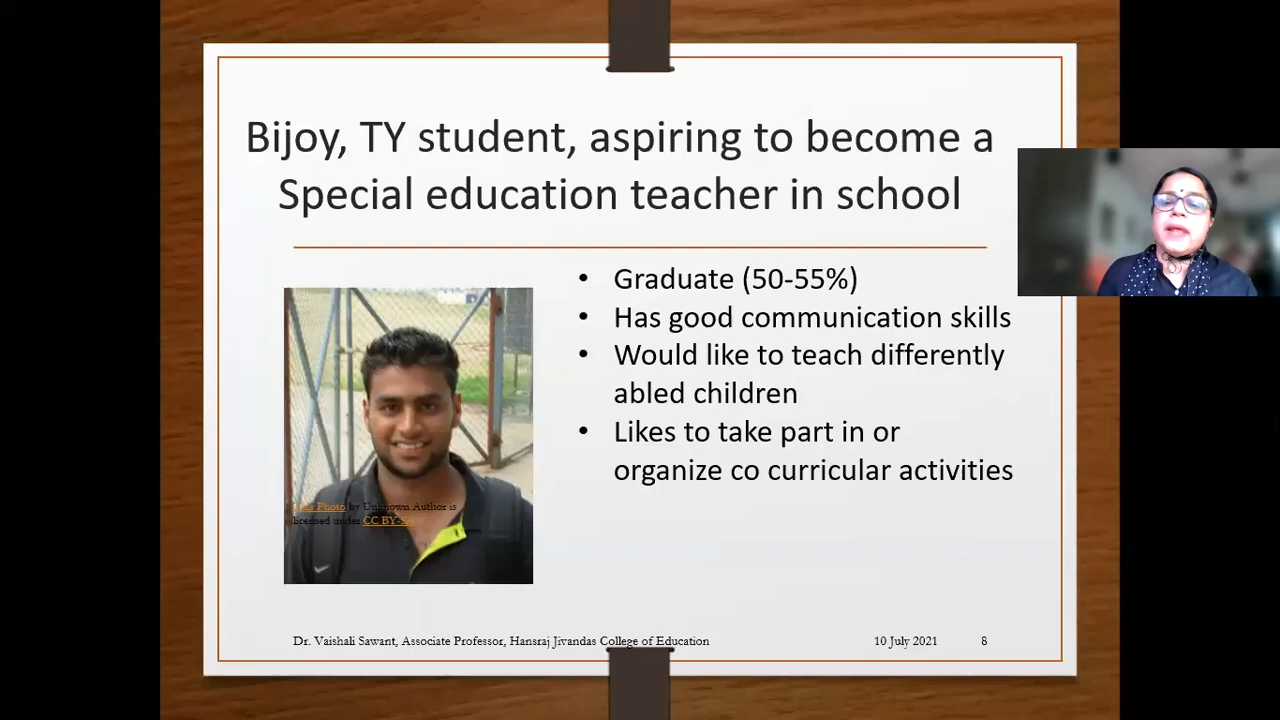 Bijoy, TY student, aspiring to become a
Special education teacher in school
• Graduate (50-55%)
• Has good communication skills
• Would like to teach differently
abled children
• Likes to take part in or
organize co curricular activities
This Photo by Unknown Author is
licensed under CC BY-SA
Dr. Vaishali Sawant, Associate Professor, Hansraj Jivandas College of Education
10 July 2021
8